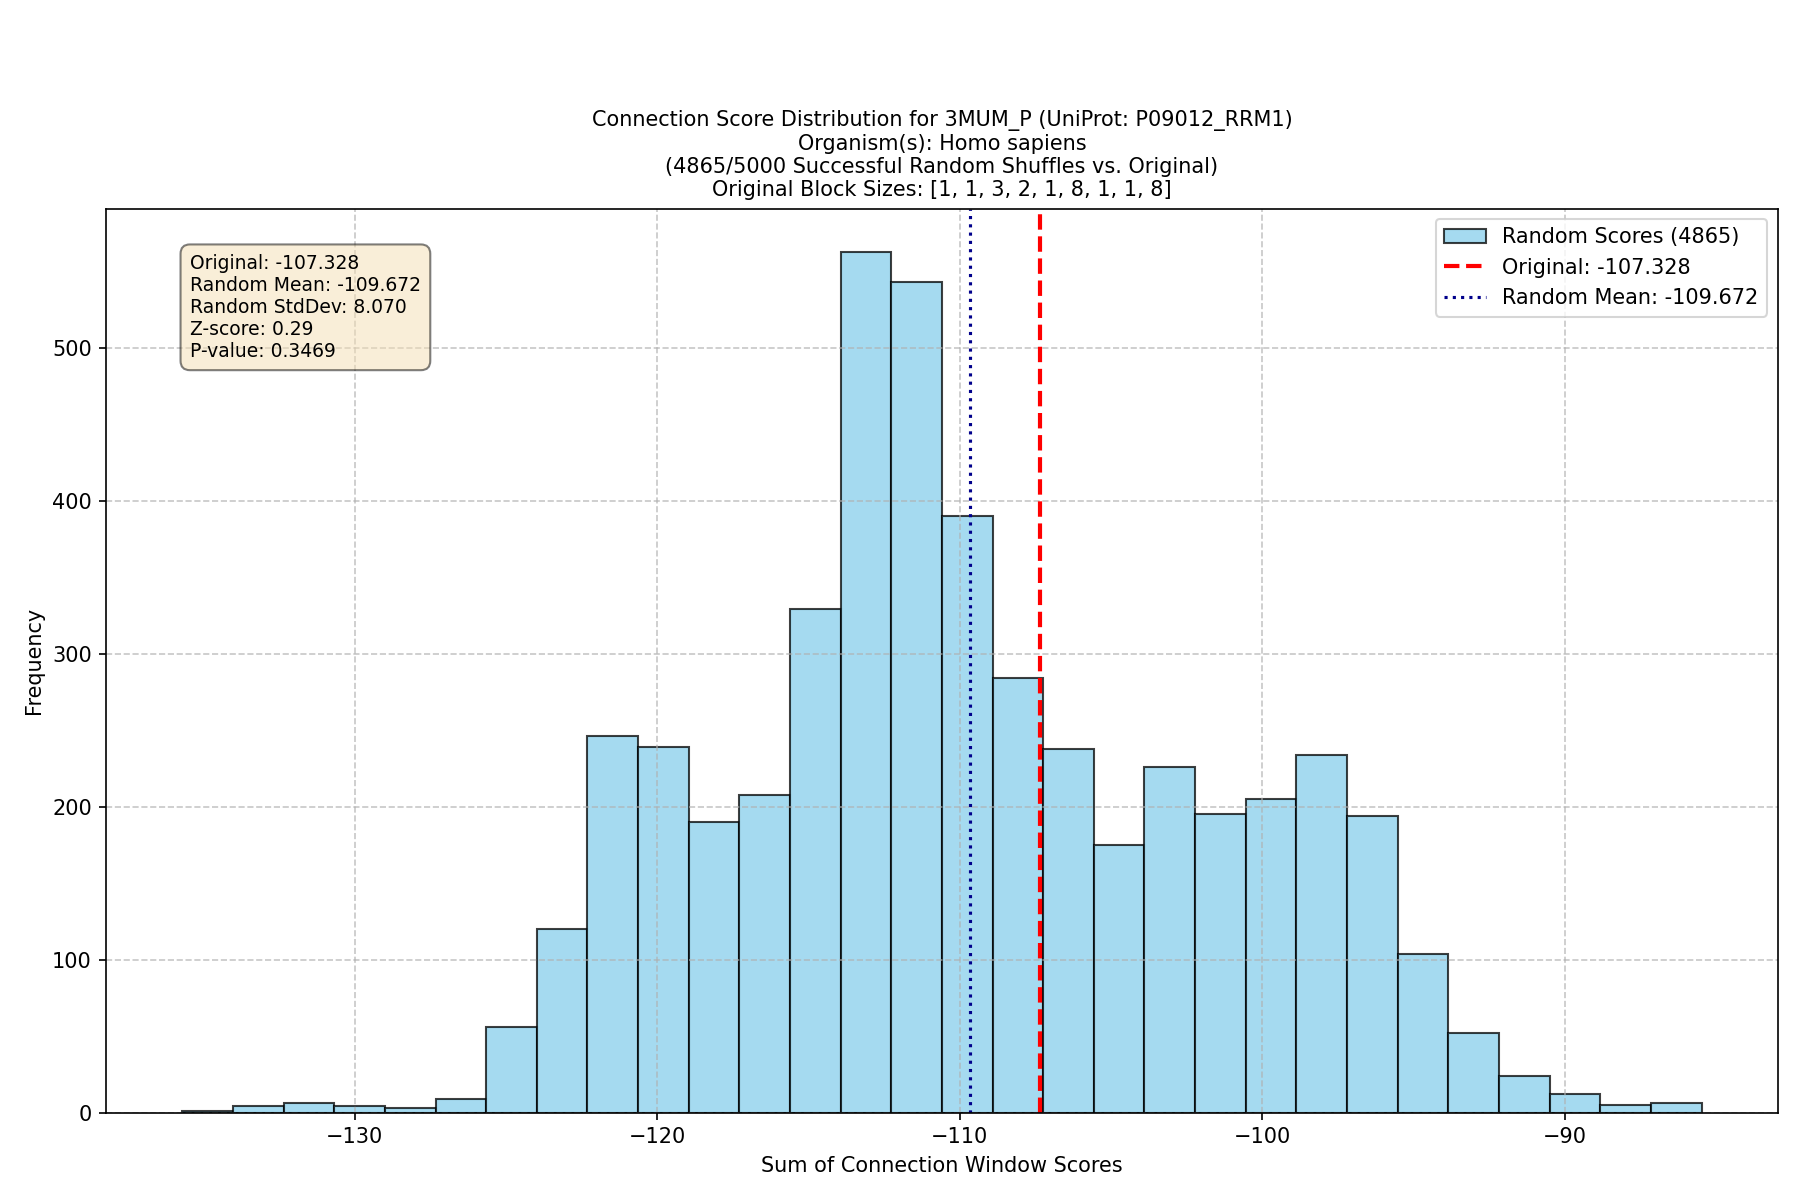 Connection Score Distribution for 3MUM_P (UniProt: P09012_RRM1)
Organism(s): Homo sapiens
(4865/5000 Successful Random Shuffles vs. Original)
Original Block Sizes: [1, 1, 3, 2, 1, 8, 1, 1, 8]
Original: -107.328
Random Mean: -109.672
Random StdDev: 8.070
Z-score: 0.29
P-value: 0.3469
Random Scores (4865)
Original: -107.328
Random Mean: -109.672
Frequency
500
400
300
200
100
0
−130
−120
−110
−100
−90
Sum of Connection Window Scores